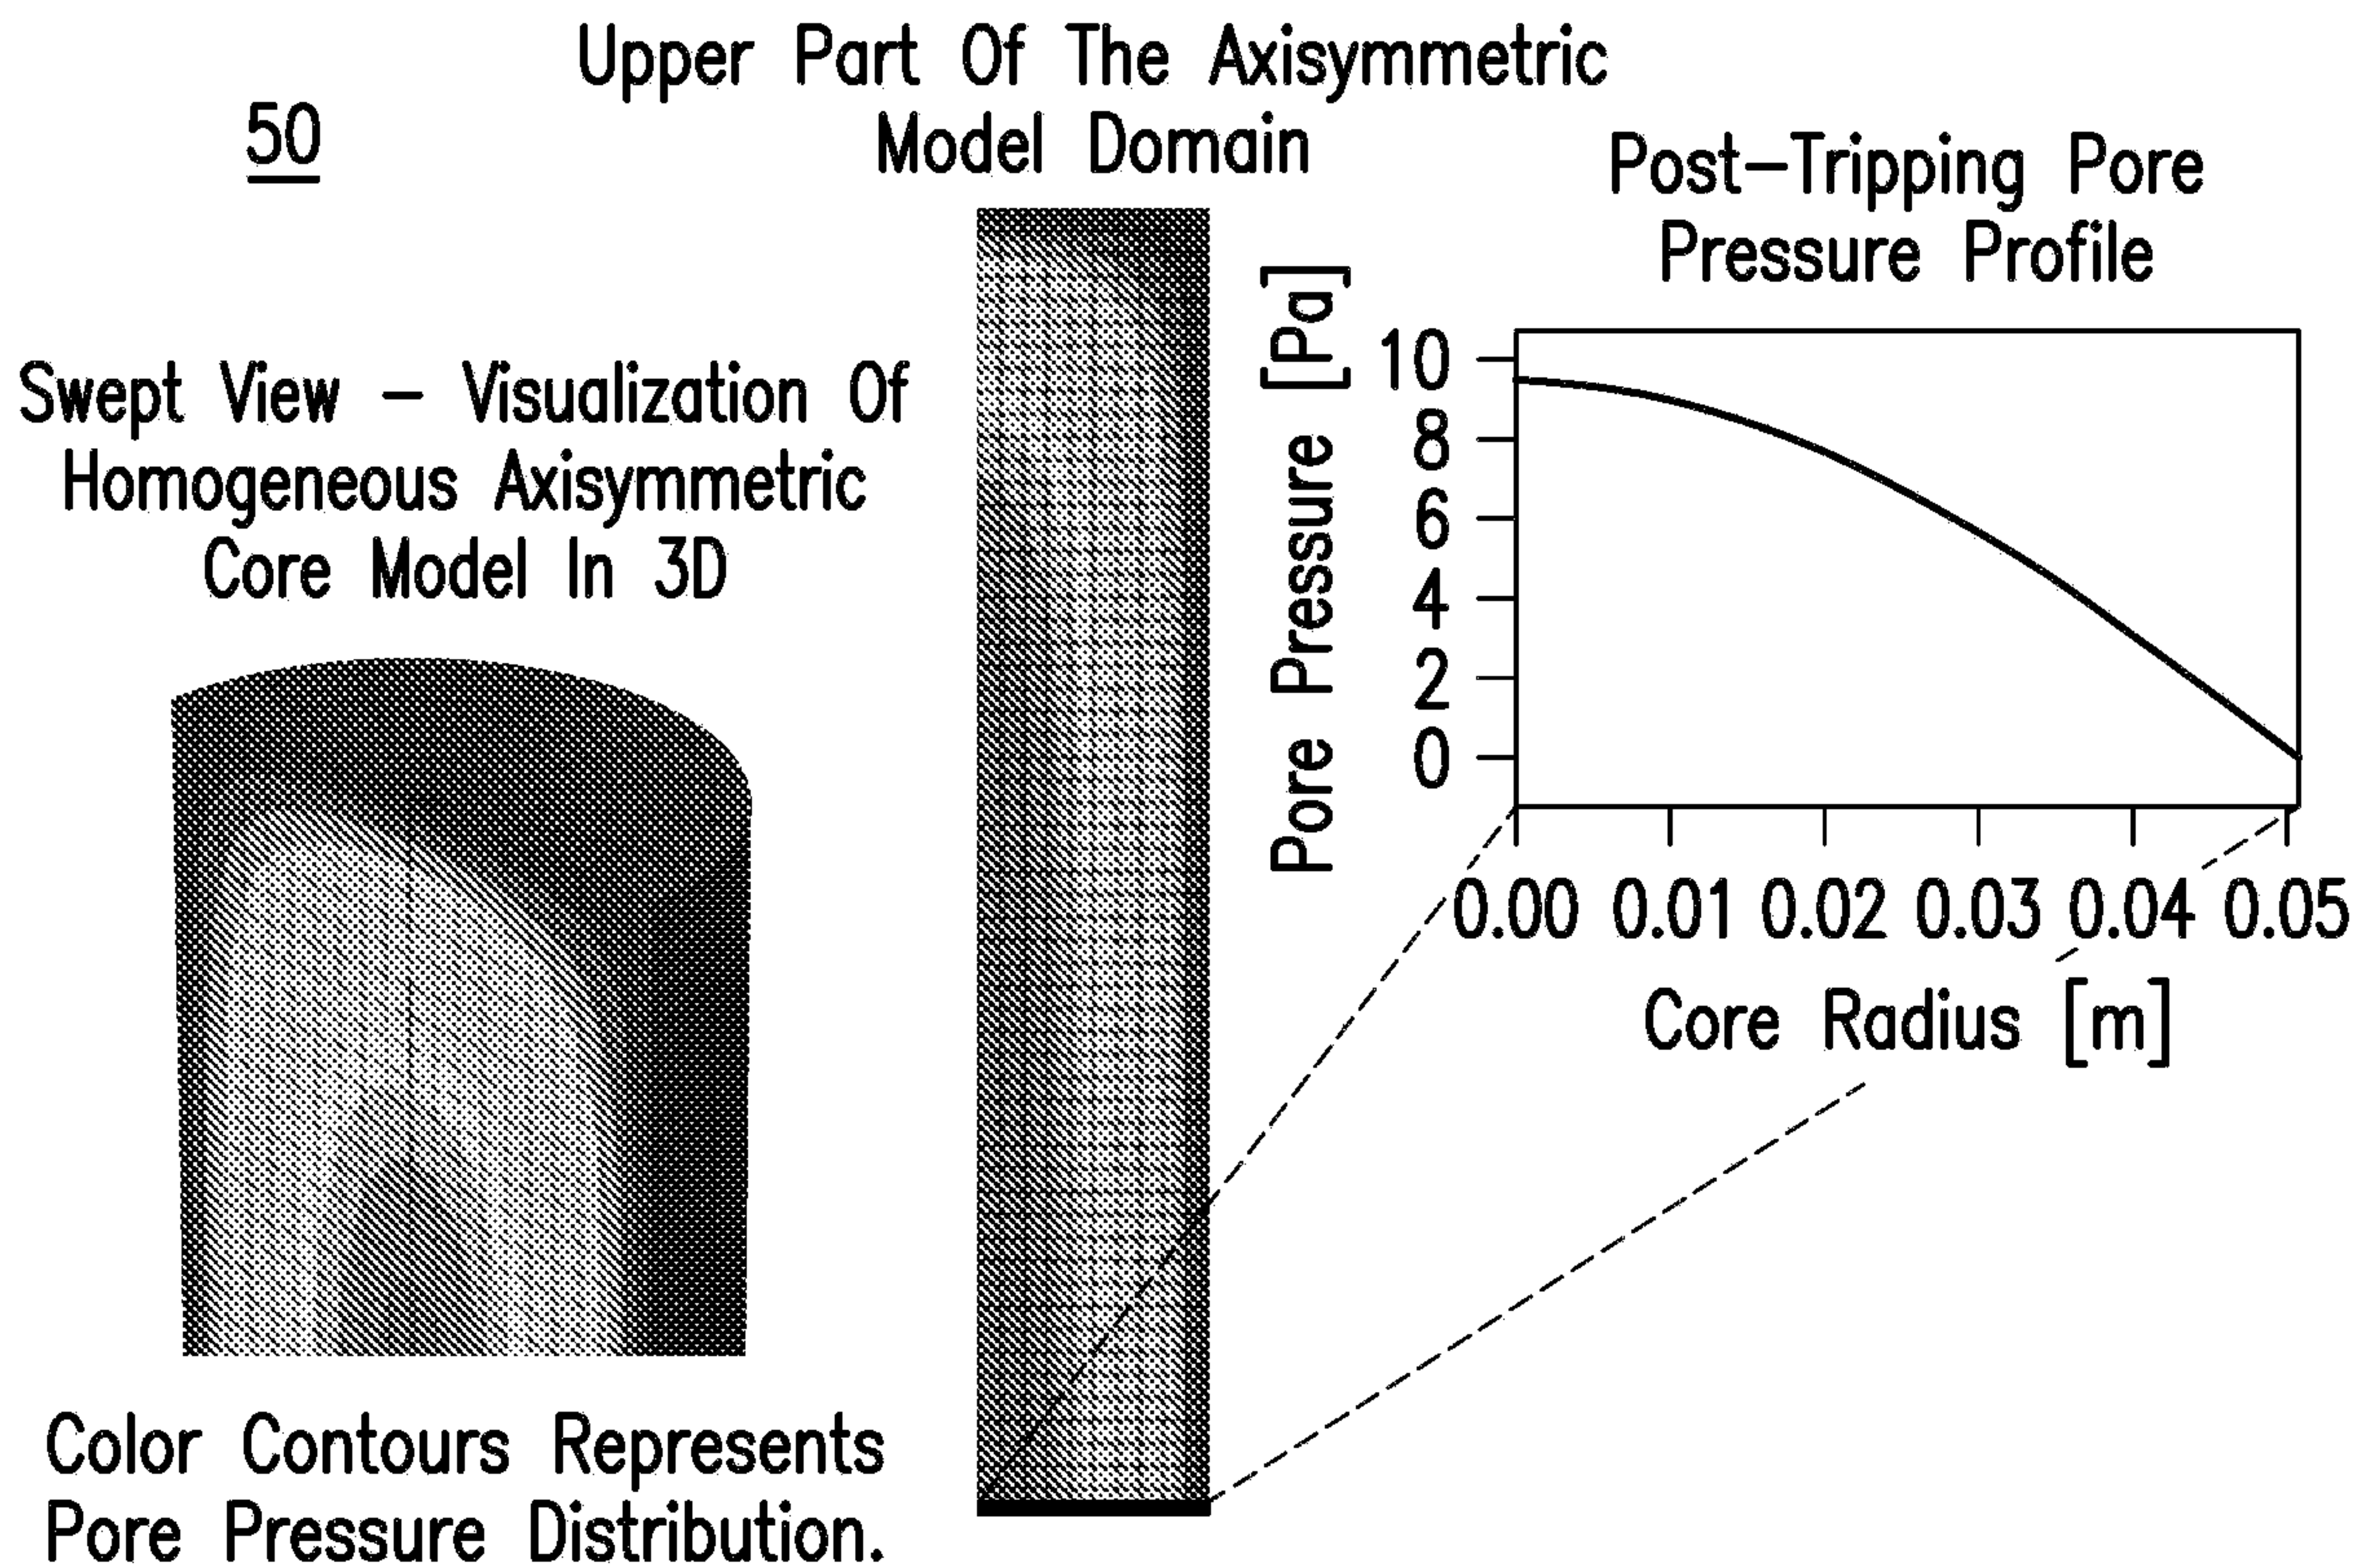 50
Upper Part Of The Axisymmetric
Model Domain
Swept View – Visualization Of
Homogeneous Axisymmetric
Core Model In 3D
Color Contours Represents
Pore Pressure Distribution.
Post-Tripping Pore
Pressure Profile
Pore Pressure [Pa]
10
8
6
4
2
0
0.00 0.01 0.02 0.03 0.04 0.05
Core Radius [m]